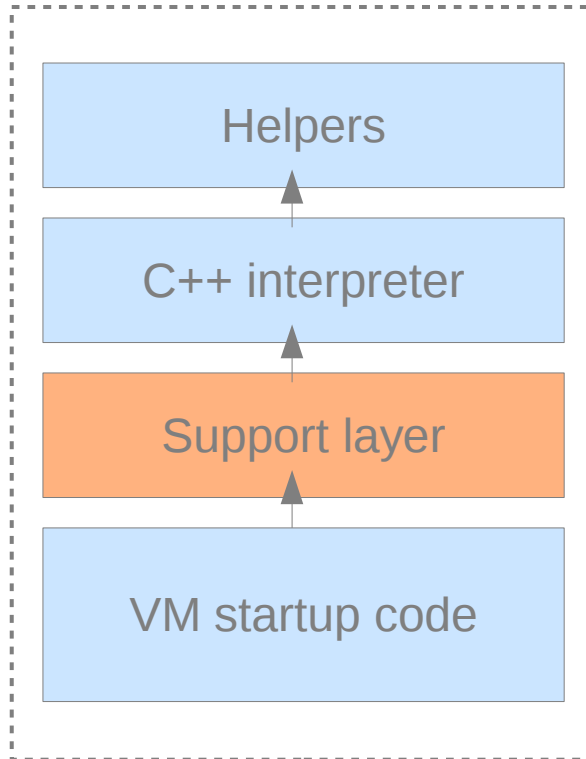 Helpers
C++ interpreter
Support layer
VM startup code